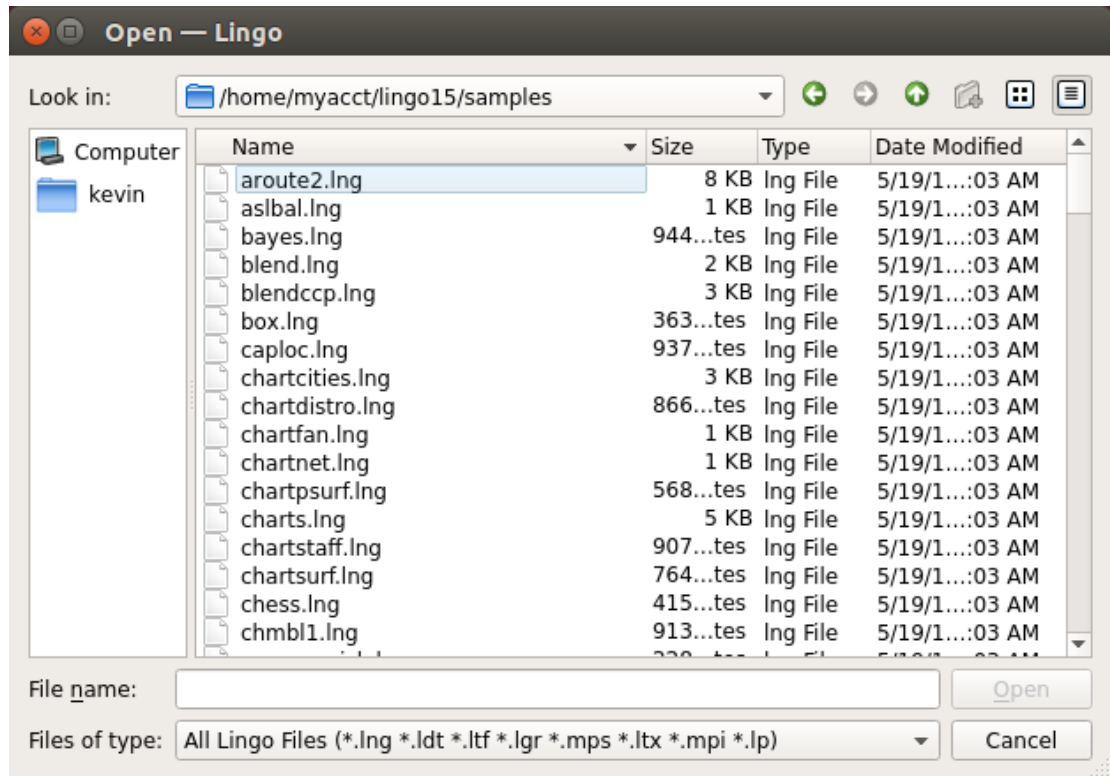 Open — Lingo
Look in: /home/myacct/lingo15/samples
Computer
kevin
Name Size Type Date Modified
aroute2.lng 8 KB lng File 5/19/1...:03 AM
aslbal.lng 1 KB lng File 5/19/1...:03 AM
bayes.lng 944...tes lng File 5/19/1...:03 AM
blend.lng 2 KB lng File 5/19/1...:03 AM
blendccp.lng 3 KB lng File 5/19/1...:03 AM
box.lng 363...tes lng File 5/19/1...:03 AM
caploc.lng 937...tes lng File 5/19/1...:03 AM
chartcities.lng 3 KB lng File 5/19/1...:03 AM
chartdistro.lng 866...tes lng File 5/19/1...:03 AM
chartfan.lng 1 KB lng File 5/19/1...:03 AM
chartnet.lng 1 KB lng File 5/19/1...:03 AM
chartpsurf.lng 568...tes lng File 5/19/1...:03 AM
charts.lng 5 KB lng File 5/19/1...:03 AM
chartstaff.lng 907...tes lng File 5/19/1...:03 AM
chartsurf.lng 764...tes lng File 5/19/1...:03 AM
chess.lng 415...tes lng File 5/19/1...:03 AM
chmbl1.lng 913...tes lng File 5/19/1...:03 AM
File name: Open
Files of type: All Lingo Files (*.lng *.ldt *.ltf *.lgr *.mps *.ltx *.mpi *.lp) Cancel